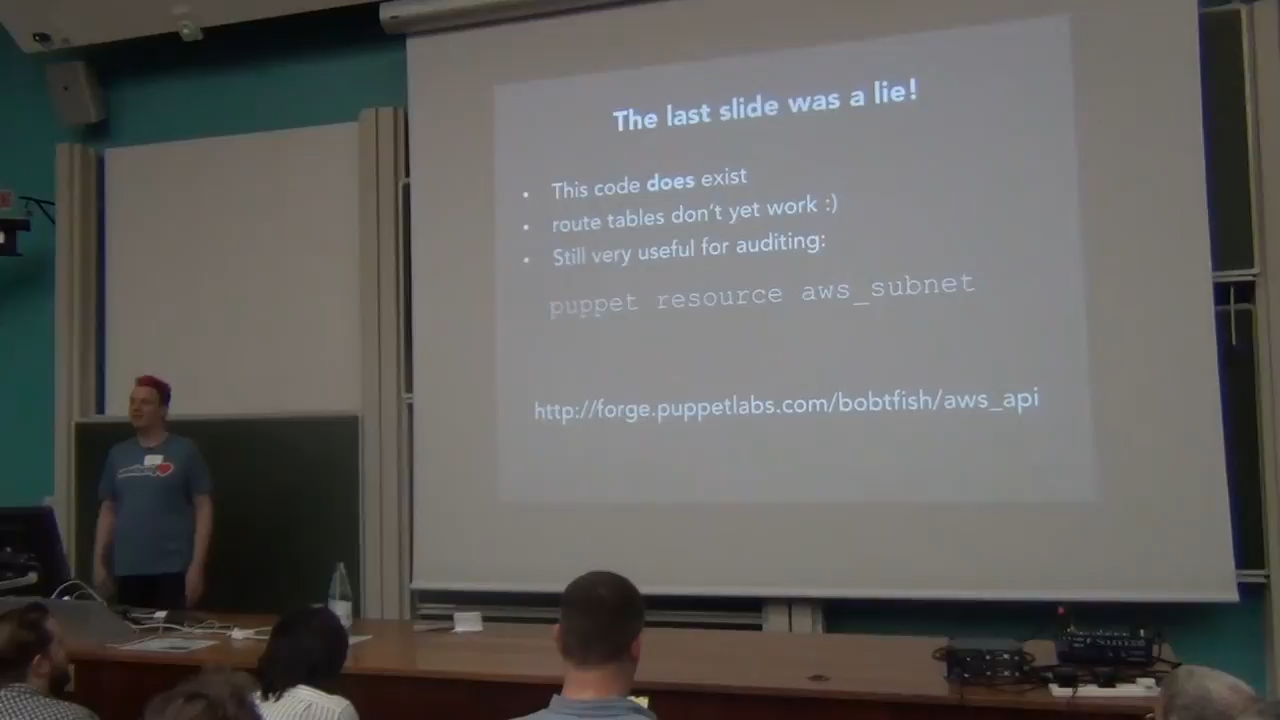 The last slide was a lie!
• This code does exist
• route tables don't yet work :)
• Still very useful for auditing:
puppet resource aws_subnet
http://forge.puppetlabs.com/bobtfish/aws_api